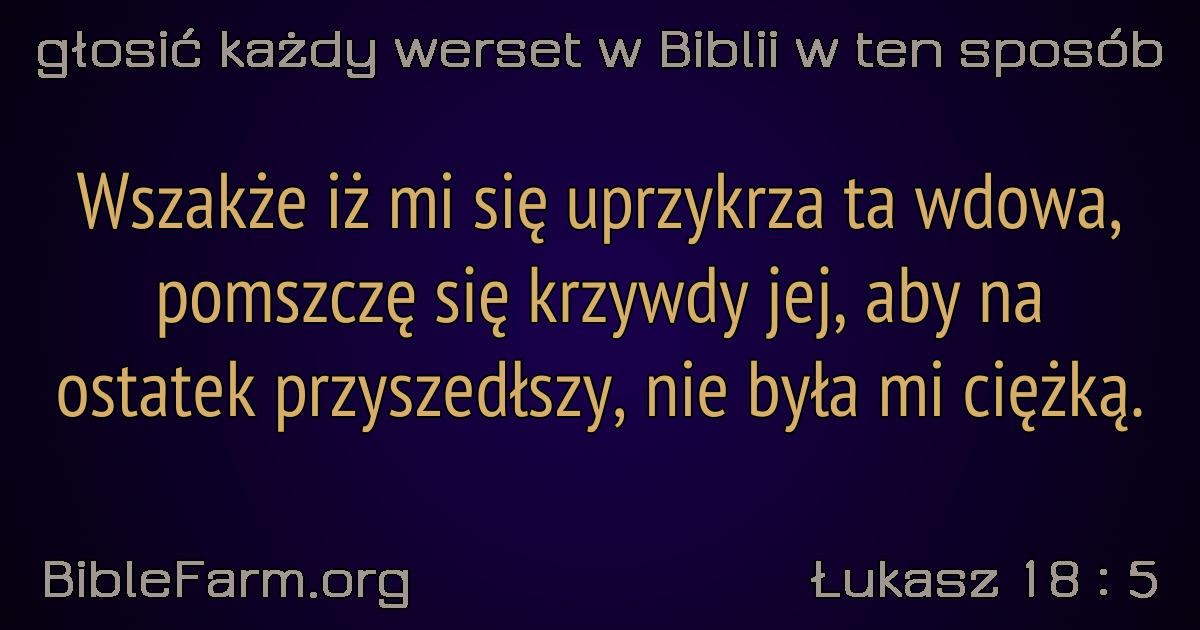 głosić każdy werset w Biblii w ten sposób
Wszakże iż mi się uprzykrza ta wdowa,
pomszczę się krzywdy jej, aby na
ostatek przyszedłszy, nie była mi ciężką.
BibleFarm.org
Łukasz 18 : 5